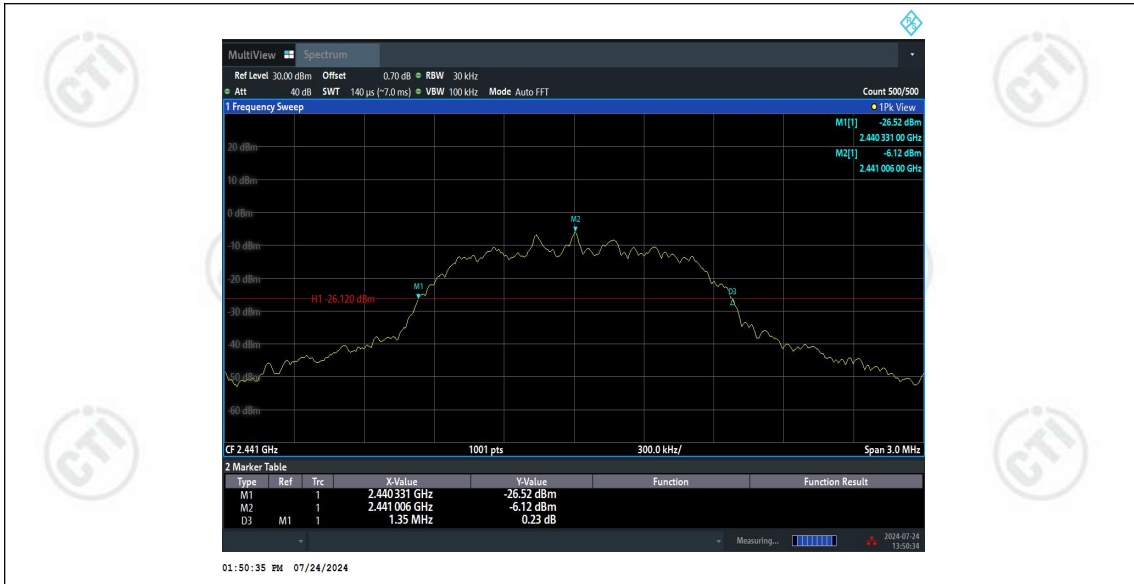 R&S
MultiView Spectrum
Ref Level 30.00 dBm Offset 0.70 dB RBW 30 kHz
Att 40 dB SWT 140 µs (~7.0 ms) VBW 100 kHz Mode Auto FFT Count 500/500
1 Frequency Sweep 1Pk View
M1[1] -26.52 dBm
2.440 331 00 GHz
M2[1] -6.12 dBm
2.441 006 00 GHz
20 dBm
10 dBm
0 dBm
M2
-10 dBm
-20 dBm
M1
D3
H1 -26.120 dBm
-30 dBm
-40 dBm
-50 dBm
-60 dBm
CF 2.441 GHz 1001 pts 300.0 kHz/ Span 3.0 MHz
2 Marker Table
Type Ref Trc X-Value Y-Value Function Function Result
M1 1 2.440 331 GHz -26.52 dBm
M2 1 2.441 006 GHz -6.12 dBm
D3 M1 1 1.35 MHz 0.23 dB
Measuring... 2024-07-24
13:50:34
01:50:35 PM 07/24/2024
CTI
CTI
CTI
CTI